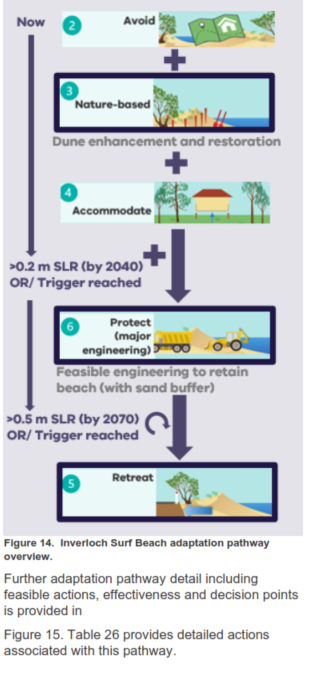 Now
2
Avoid
3
Nature-based
Dune enhancement and restoration
4
Accommodate
>0.2 m SLR (by 2040)
OR/ Trigger reached
6
Protect
(major
engineering)
Feasible engineering to retain
beach (with sand buffer)
>0.5 m SLR (by 2070)
OR/ Trigger reached
Retreat
5
Figure 14. Inverloch Surf Beach adaptation pathway
overview.
Further adaptation pathway detail including
feasible actions, effectiveness and decision points
is provided in
Figure 15. Table 26 provides detailed actions
associated with this pathway.